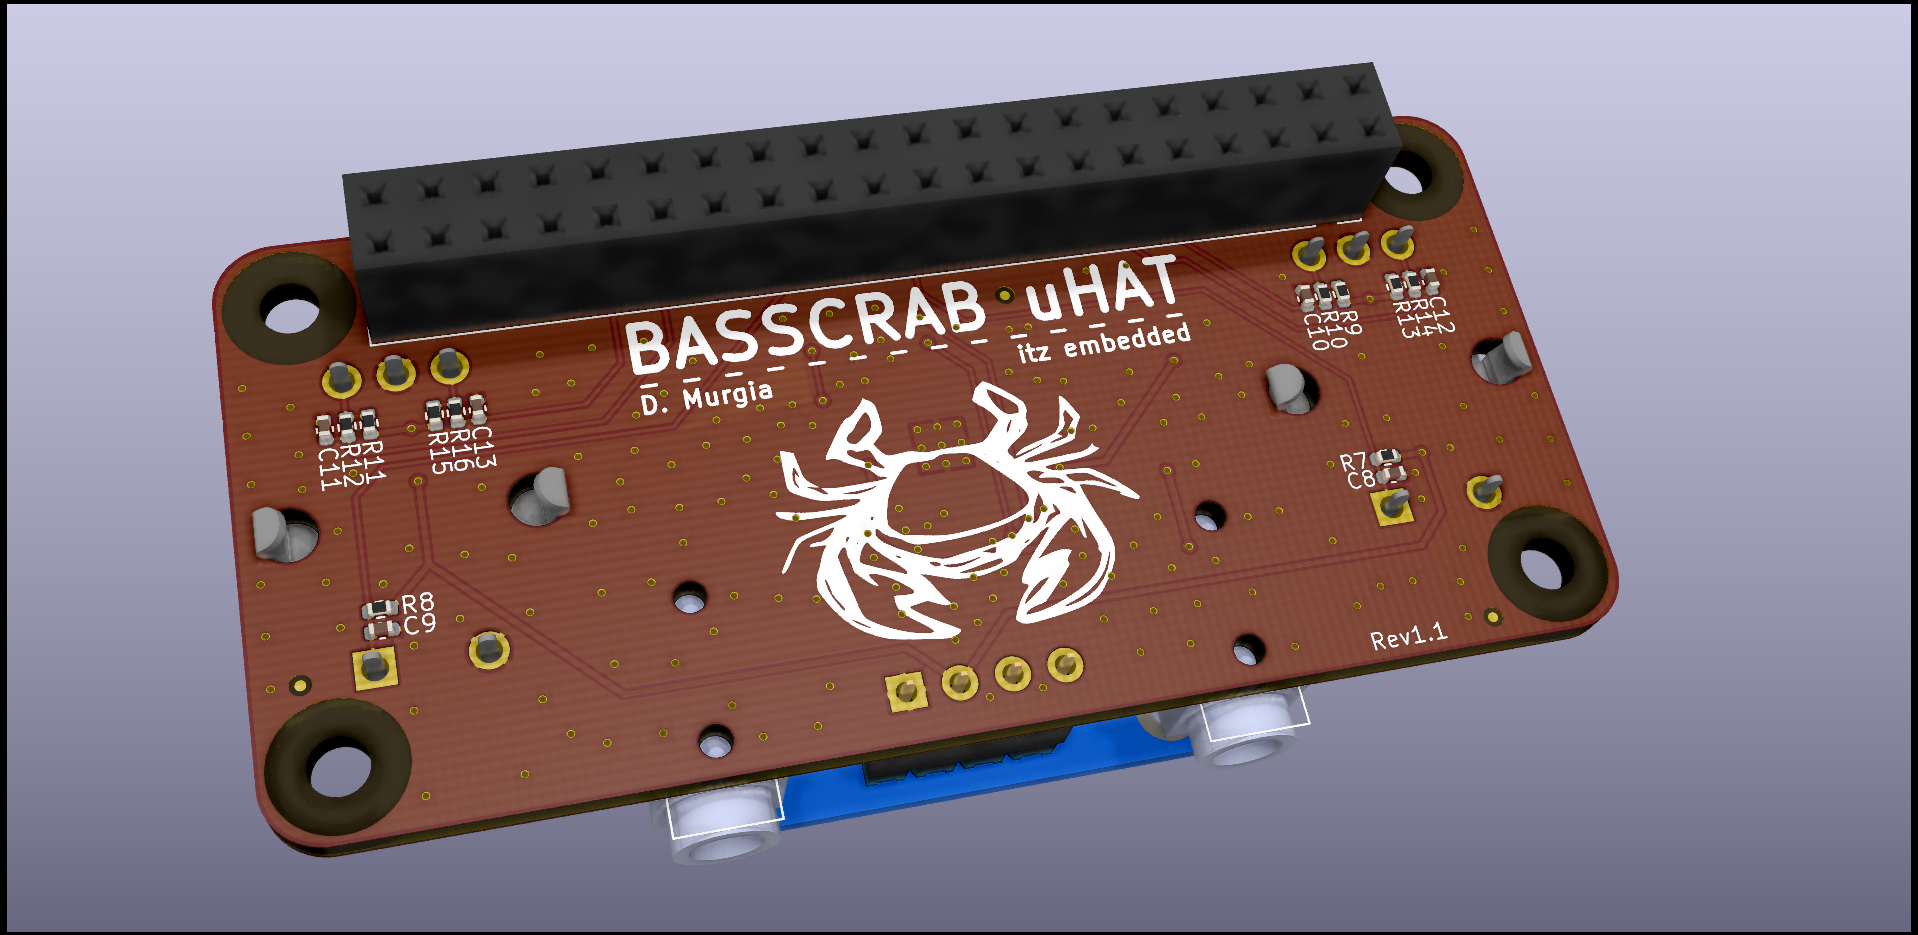 BASSCRAB uHAT
D. Murgia
itz embedded
C11
R12
R11
R15
R16
C13
C10
R10
R9
R13
R14
C12
R7
C8
R8
C9
Rev1.1